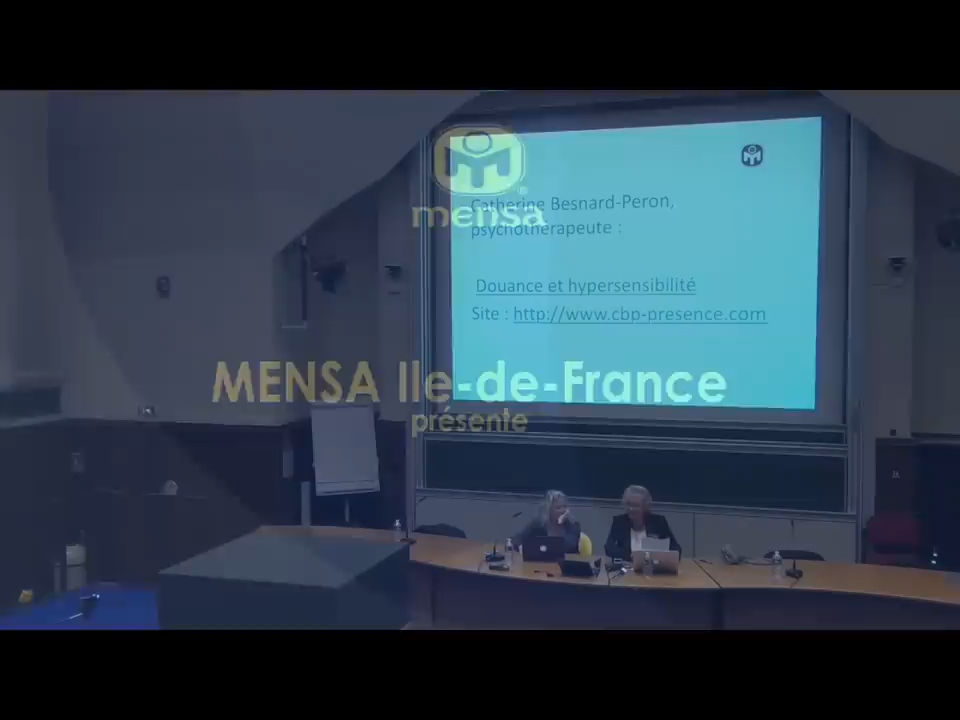 mensa
Catherine Besnard-Peron,
psychothérapeute :
Douance et hypersensibilité
Site : http://www.cbp-presence.com
MENSA Ile-de-France
présente